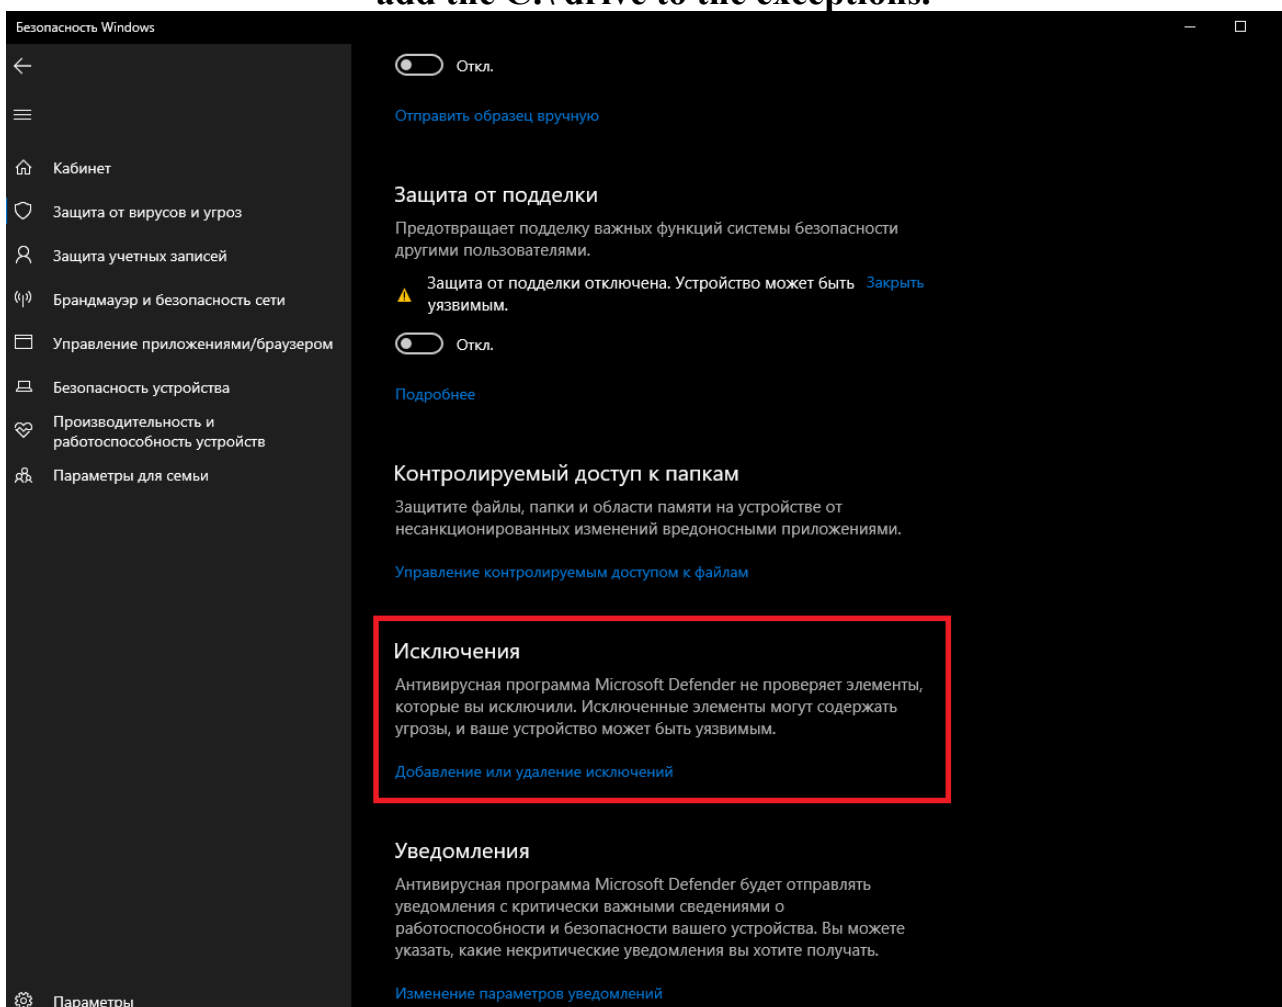 add the C:\ drive to the exceptions.
Безопасность Windows
Откл.
Отправить образец вручную
Кабинет
Защита от вирусов и угроз
Защита учетных записей
Брандмауэр и безопасность сети
Управление приложениями/браузером
Безопасность устройства
Производительность и
работоспособность устройств
Параметры для семьи
Защита от подделки
Предотвращает подделку важных функций системы безопасности
другими пользователями.
Защита от подделки отключена. Устройство может быть Закрыть
уязвимым.
Откл.
Подробнее
Контролируемый доступ к папкам
Защитите файлы, папки и области памяти на устройстве от
несанкционированных изменений вредоносными приложениями.
Управление контролируемым доступом к файлам
Исключения
Антивирусная программа Microsoft Defender не проверяет элементы,
которые вы исключили. Исключенные элементы могут содержать
угрозы, и ваше устройство может быть уязвимым.
Добавление или удаление исключений
Уведомления
Антивирусная программа Microsoft Defender будет отправлять
уведомления с критически важными сведениями о
работоспособности и безопасности вашего устройства. Вы можете
указать, какие некритические уведомления вы хотите получать.
Изменение параметров уведомлений
Параметры